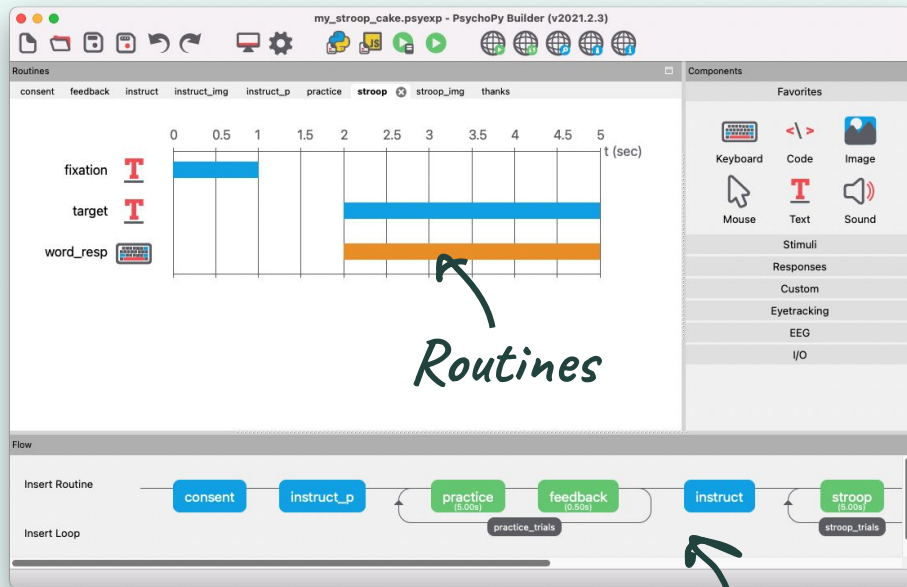 my_stroop_cake.psyexp - PsychoPy Builder (v2021.2.3)
JS
Routines
consent feedback instruct instruct_img instruct_p practice stroop stroop_img thanks
0 0.5 1 1.5 2 2.5 3 3.5 4 4.5 5
t (sec)
fixation T
target T
word_resp
Routines
Components
Favorites
Keyboard Code Image
T
Mouse Text Sound
Stimuli
Responses
Custom
Eyetracking
EEG
I/O
Flow
Insert Routine
Insert Loop
consent instruct_p practice feedback instruct stroop
(5.00s) (0.50s) (5.00s)
practice_trials stroop_trials